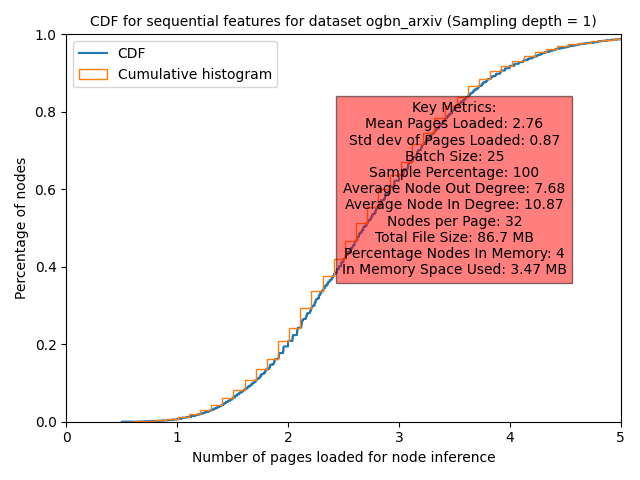 CDF for sequential features for dataset ogbn_arxiv (Sampling depth = 1)
CDF
Cumulative histogram
Key Metrics:
Mean Pages Loaded: 2.76
Std dev of Pages Loaded: 0.87
Batch Size: 25
Sample Percentage: 100
Average Node Out Degree: 7.68
Average Node In Degree: 10.87
Nodes per Page: 32
Total File Size: 86.7 MB
Percentage Nodes In Memory: 4
In Memory Space Used: 3.47 MB
Percentage of nodes
1.0
0.8
0.6
0.4
0.2
0.0
0 1 2 3 4 5
Number of pages loaded for node inference